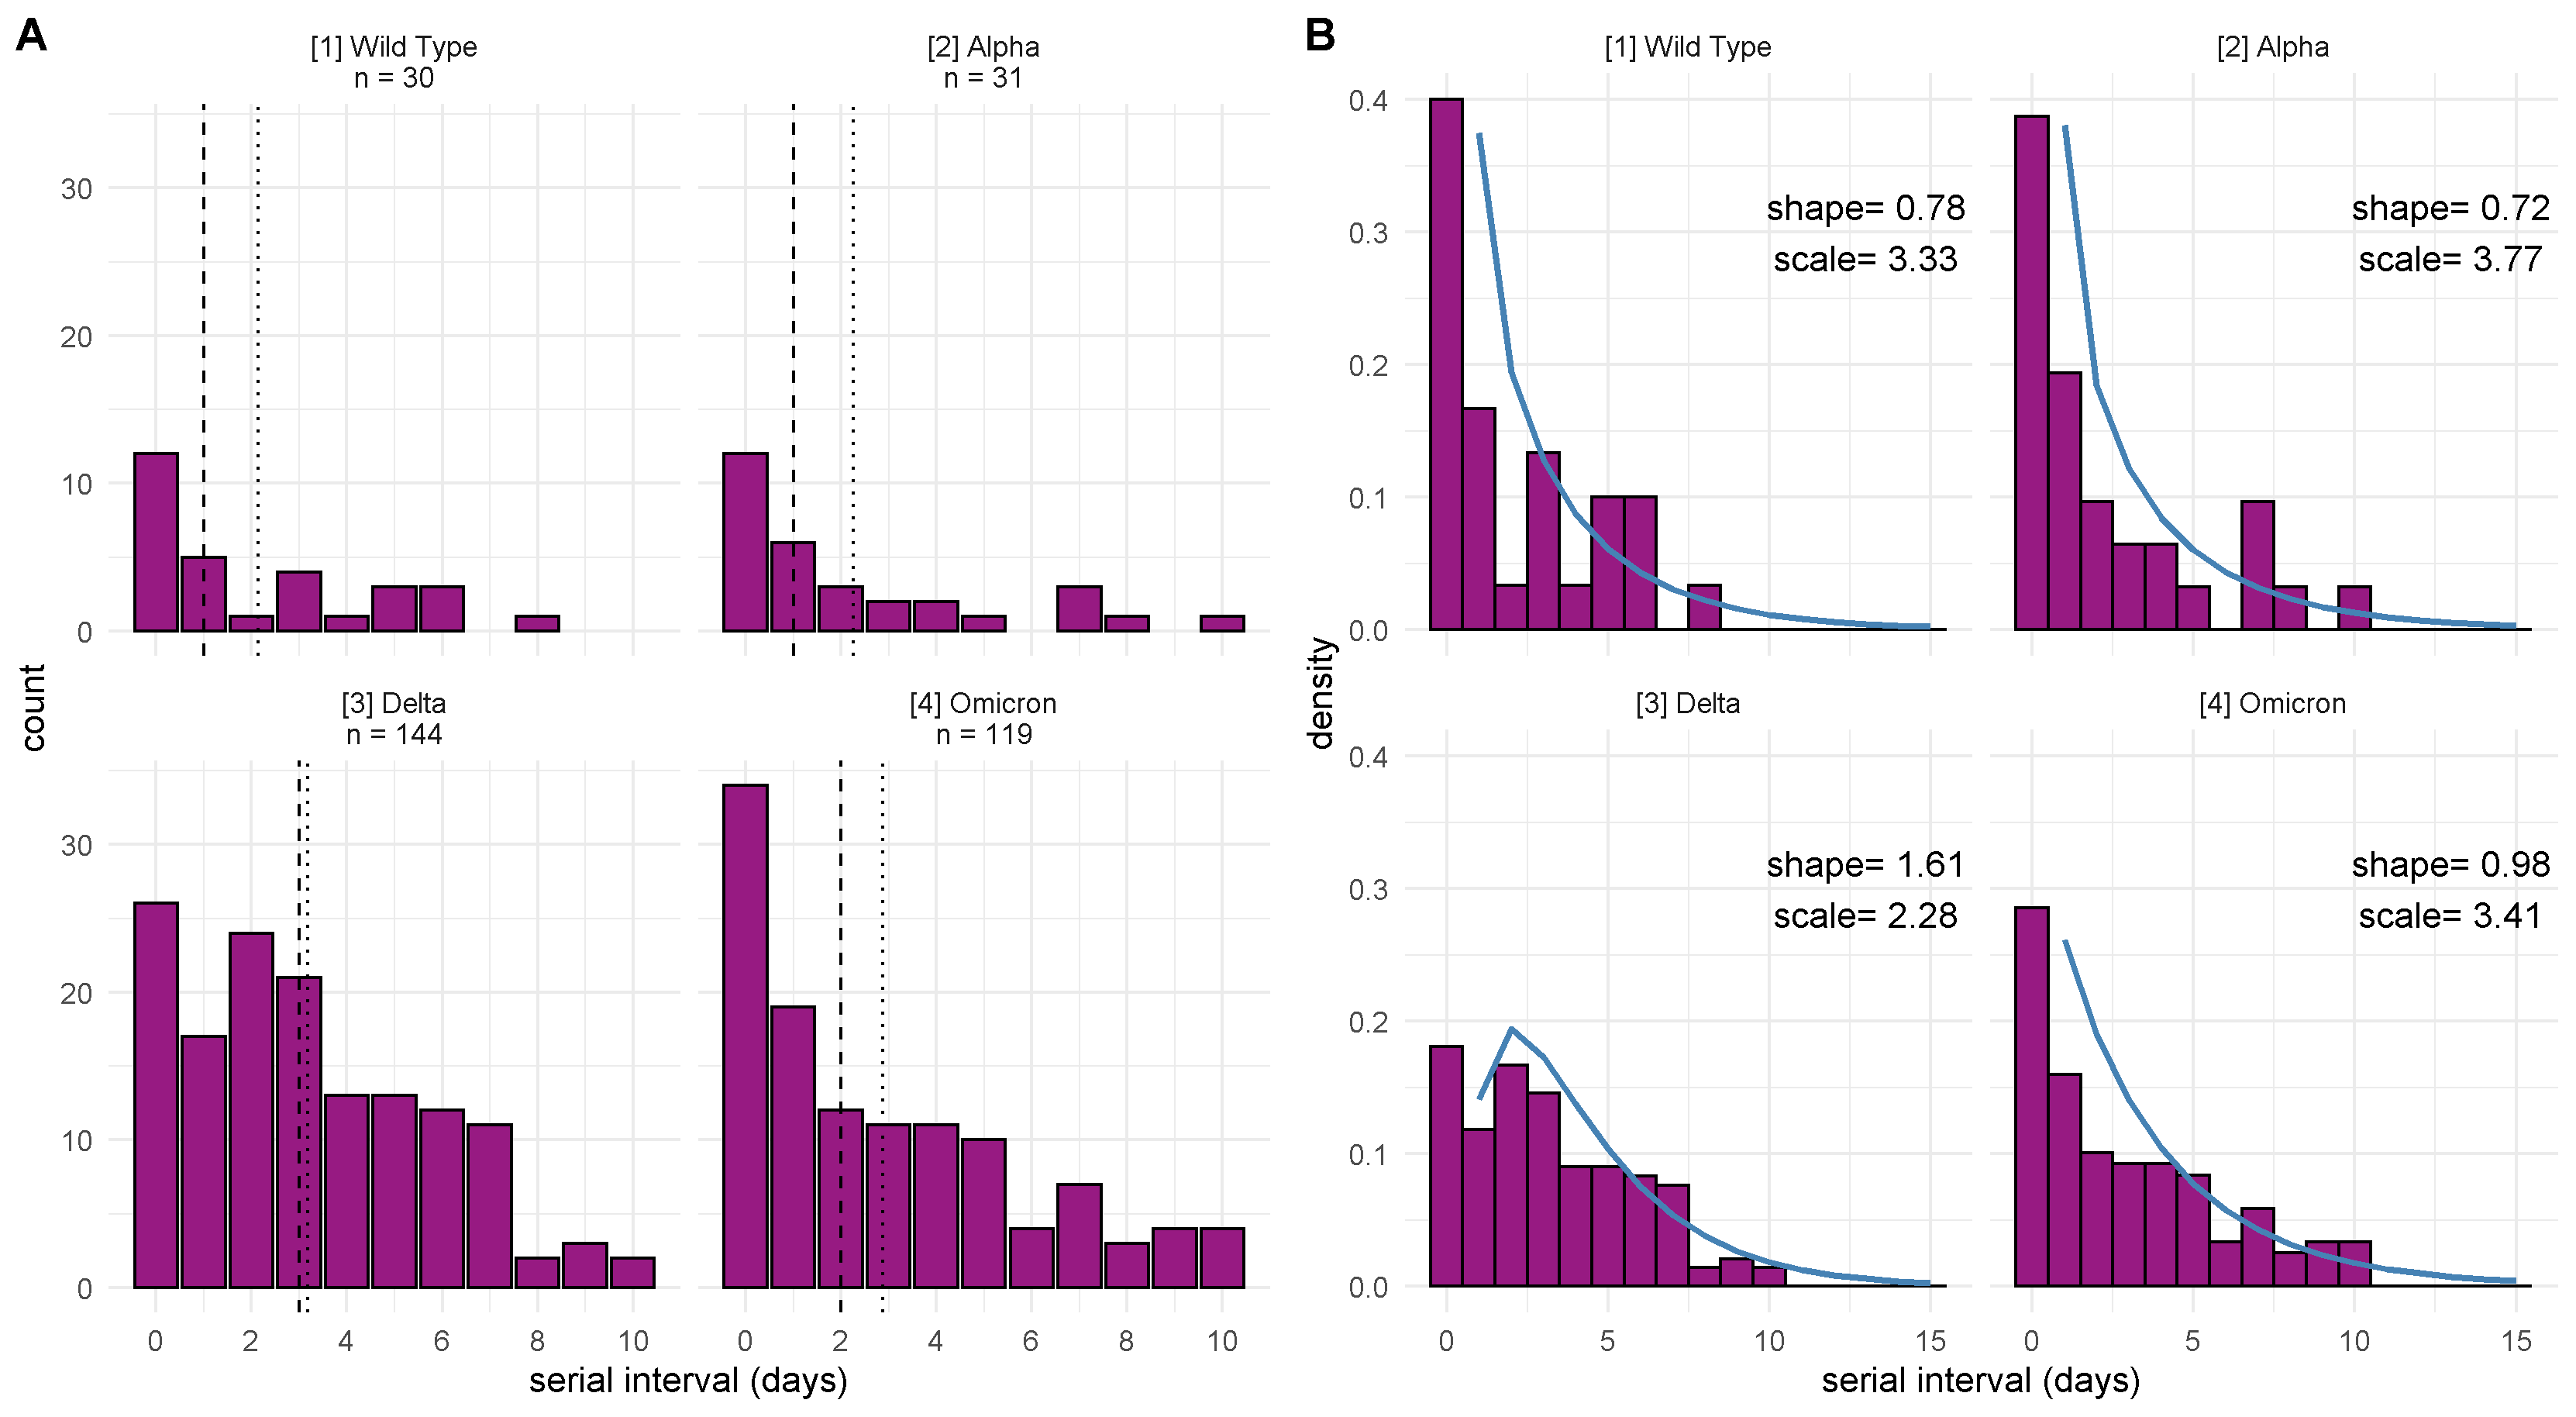 A
[1] Wild Type
n = 30
[2] Alpha
n = 31
30
20
10
0
[3] Delta
n = 144
[4] Omicron
n = 119
30
20
10
0
count
0 2 4 6 8 10
0 2 4 6 8 10
serial interval (days)
B
[1] Wild Type
[2] Alpha
0.4
0.3
0.2
0.1
0.0
shape= 0.78
scale= 3.33
shape= 0.72
scale= 3.77
[3] Delta
[4] Omicron
0.4
0.3
0.2
0.1
0.0
shape= 1.61
scale= 2.28
shape= 0.98
scale= 3.41
density
0 5 10 15
0 5 10 15
serial interval (days)